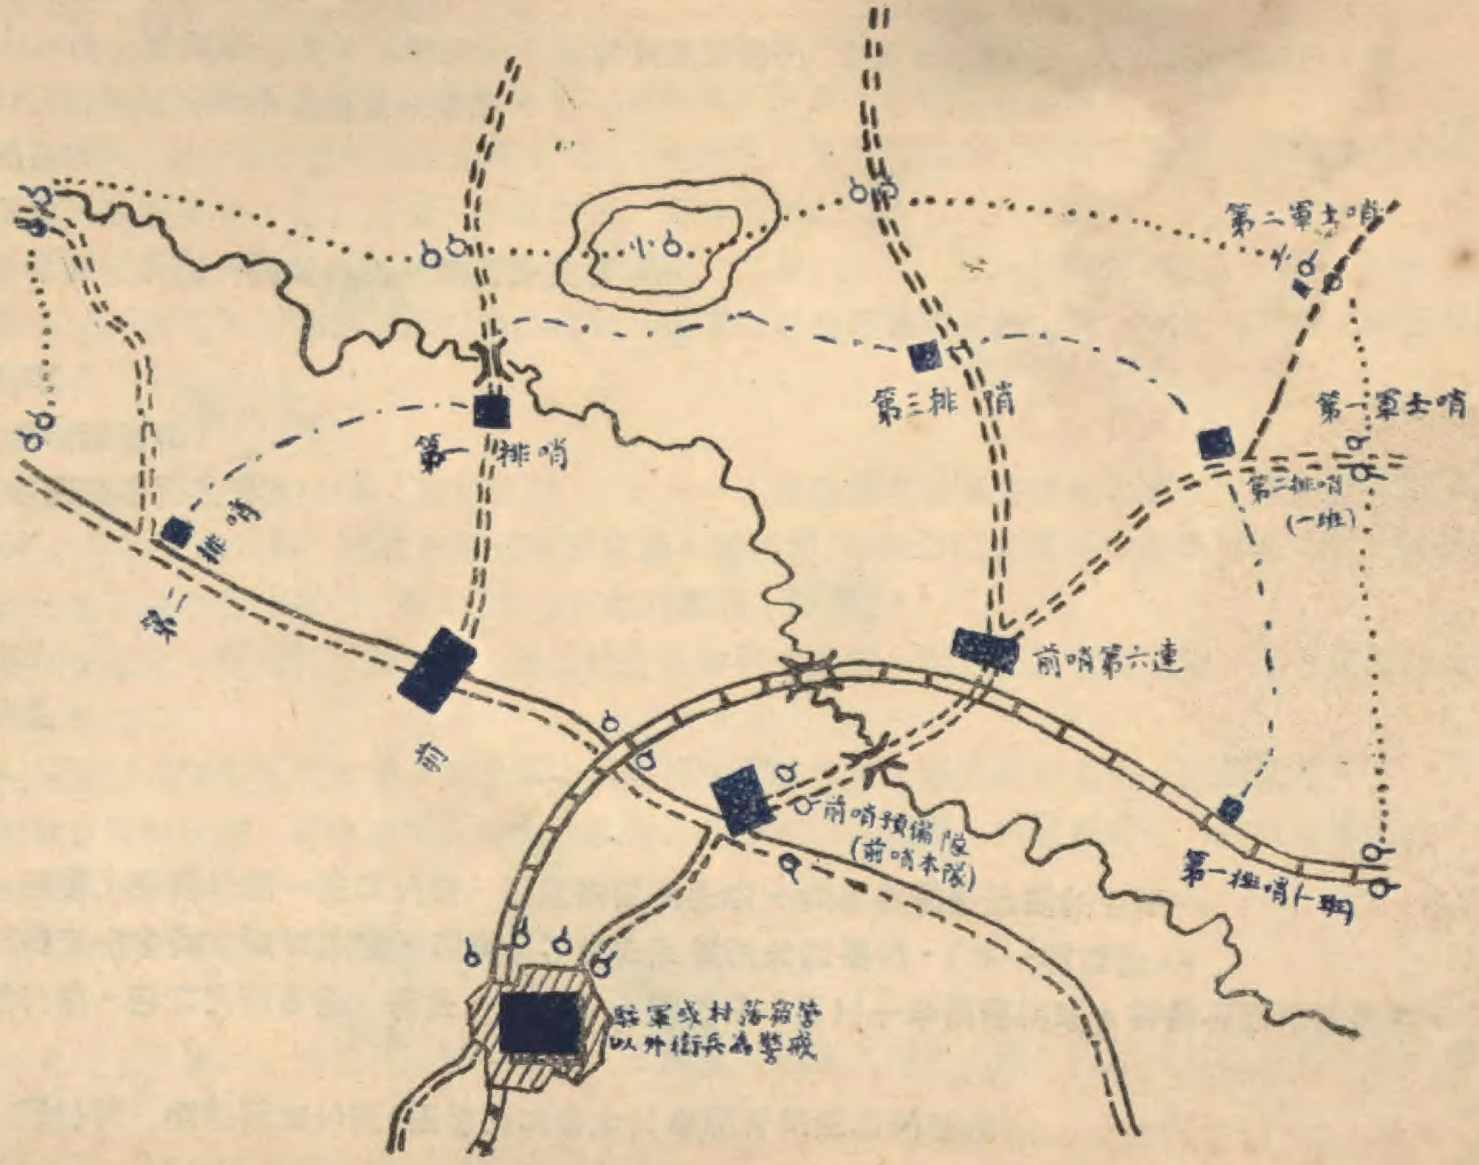 第二軍士哨
小
小
第三排哨
第一軍士哨
第一排哨
第二排哨
(一班)
第二排哨
前哨第六連
前
前哨預備隊
(前哨本隊)
第一排哨(一班)
駐軍或村落宿營
以外衛兵為警戒